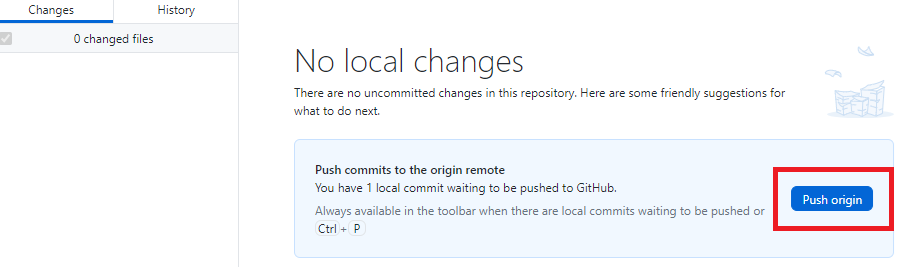 Changes
History
0 changed files
No local changes
There are no uncommitted changes in this repository. Here are some friendly suggestions for
what to do next.
Push commits to the origin remote
You have 1 local commit waiting to be pushed to GitHub.
Always available in the toolbar when there are local commits waiting to be pushed or
Ctrl + P
Push origin